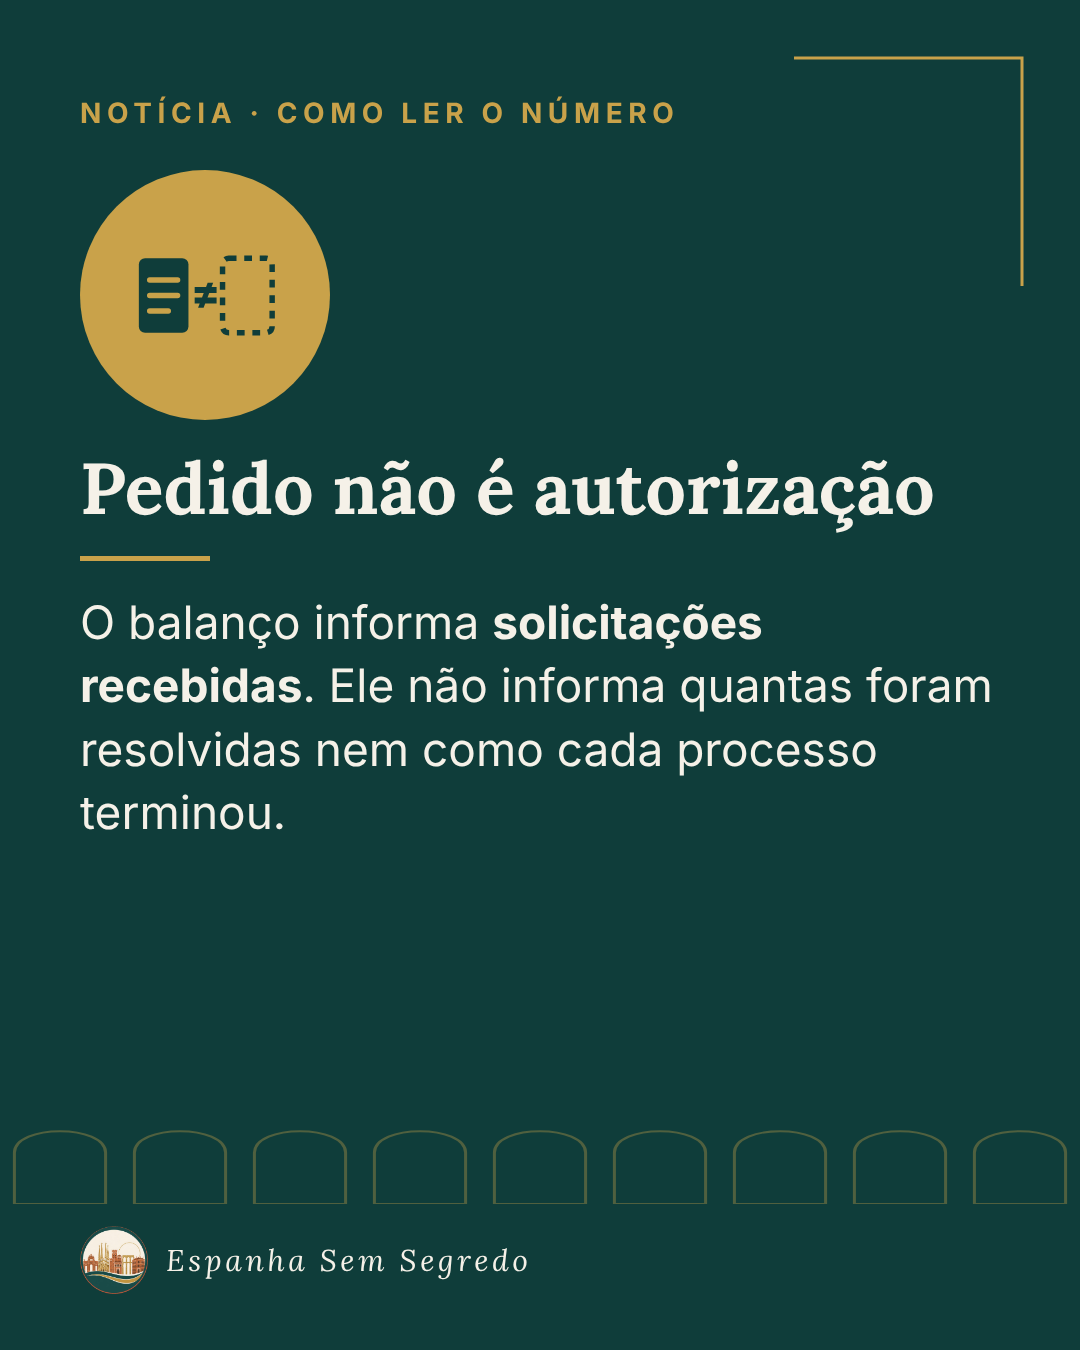 NOTÍCIA · COMO LER O NÚMERO
≠
Pedido não é autorização
O balanço informa solicitações
recebidas. Ele não informa quantas foram
resolvidas nem como cada processo
terminou.
Espanha Sem Segredo